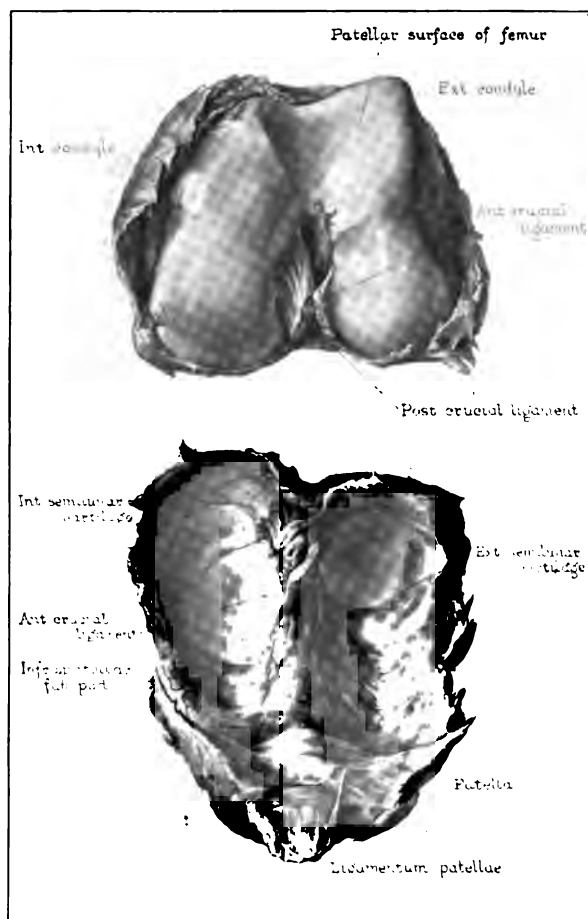 Patellar surface of femur
Ext condyle
Int condyle
Ant crucial
ligament
Post crucial ligament
Int semilunar
cartilage
Ext semilunar
cartilage
Ant crucial
ligament
Infrapatellar
fat pad
Patella
Ligamentum patellae